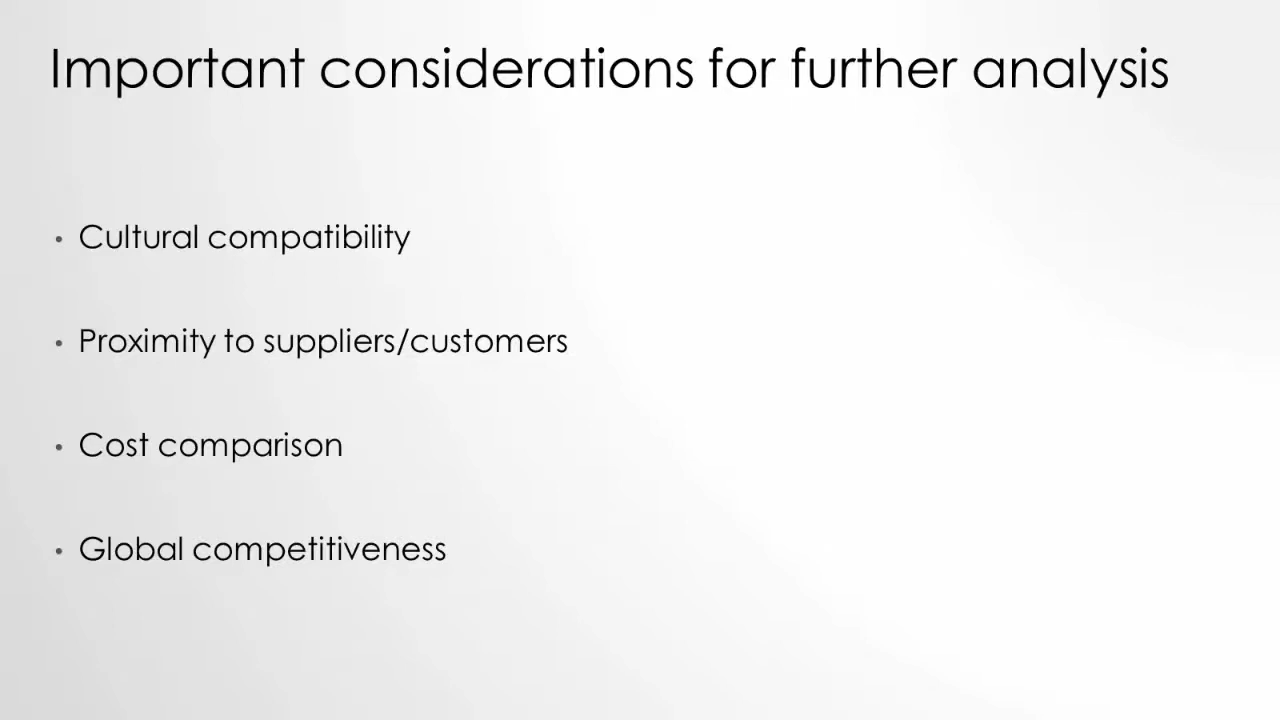 Important considerations for further analysis
• Cultural compatibility
• Proximity to suppliers/customers
• Cost comparison
• Global competitiveness